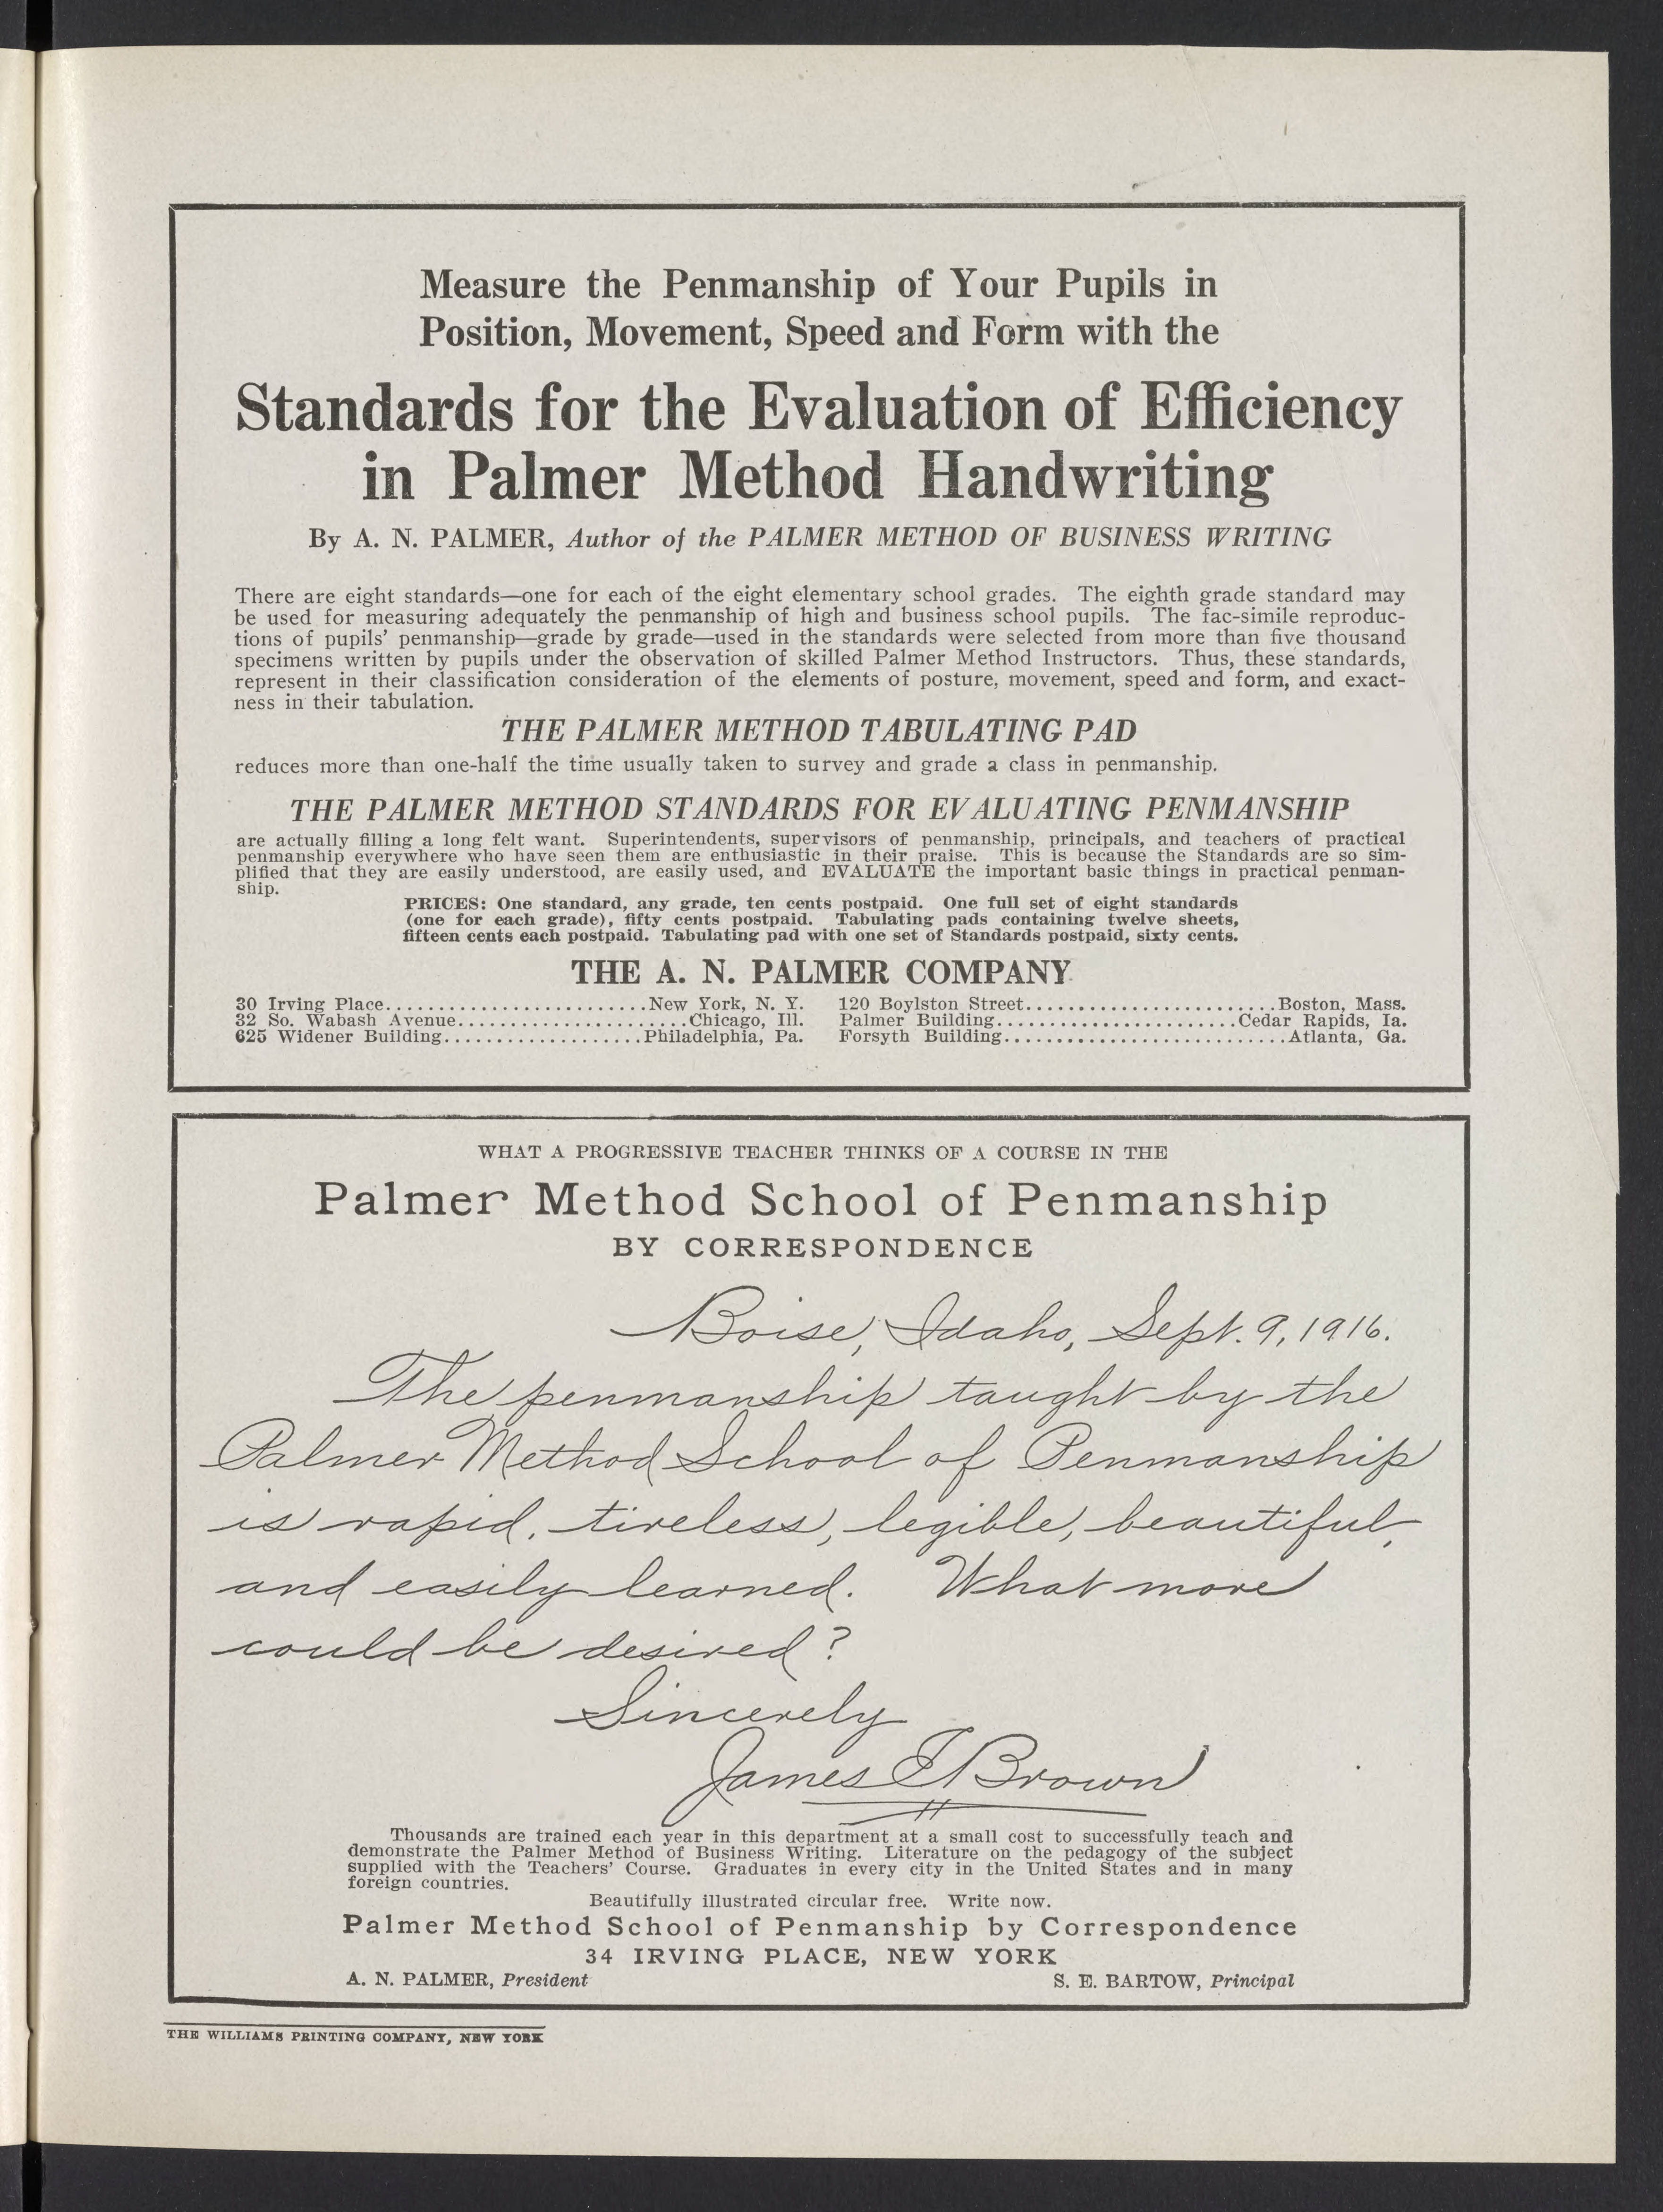 Measure the Penmanship of Your Pupils in
Position, Movement, Speed and Form with the
Standards for the Evaluation of Efficiency
in Palmer Method Handwriting
By A. N. PALMER, Author of the PALMER METHOD OF BUSINESS WRITING
There are eight standards—one for each of the eight elementary school grades. The eighth grade standard may
be used for measuring adequately the penmanship of high and business school pupils. The fac-simile reproduc-
tions of pupils' penmanship—grade by grade—used in the standards were selected from more than five thousand
specimens written by pupils under the observation of skilled Palmer Method Instructors. Thus, these standards,
represent in their classification consideration of the elements of posture, movement, speed and form, and exact-
ness in their tabulation.
THE PALMER METHOD TABULATING PAD
reduces more than one-half the time usually taken to survey and grade a class in penmanship.
THE PALMER METHOD STANDARDS FOR EVALUATING PENMANSHIP
are actually filling a long felt want. Superintendents, supervisors of penmanship, principals, and teachers of practical
penmanship everywhere who have seen them are enthusiastic in their praise. This is because the Standards are so sim-
plified that they are easily understood, are easily used, and EVALUATE the important basic things in practical penman-
ship.
PRICES: One standard, any grade, ten cents postpaid. One full set of eight standards
(one for each grade), fifty cents postpaid. Tabulating pads containing twelve sheets,
fifteen cents each postpaid. Tabulating pad with one set of Standards postpaid, sixty cents.
THE A. N. PALMER COMPANY
30 Irving Place.........................New York, N. Y. 120 Boylston Street........................Boston, Mass.
32 So. Wabash Avenue......................Chicago, Ill. Palmer Building.......................Cedar Rapids, Ia.
625 Widener Building...................Philadelphia, Pa. Forsyth Building...........................Atlanta, Ga.
WHAT A PROGRESSIVE TEACHER THINKS OF A COURSE IN THE
Palmer Method School of Penmanship
BY CORRESPONDENCE
Boise, Idaho, Sept. 9, 1916.
The penmanship taught by the
Palmer Method School of Penmanship
is rapid, tireless, legible, beautiful,
and easily learned. What more
could be desired?
Sincerely
James T Brown
Thousands are trained each year in this department at a small cost to successfully teach and
demonstrate the Palmer Method of Business Writing. Literature on the pedagogy of the subject
supplied with the Teachers' Course. Graduates in every city in the United States and in many
foreign countries.
Beautifully illustrated circular free. Write now.
Palmer Method School of Penmanship by Correspondence
34 IRVING PLACE, NEW YORK
A. N. PALMER, President S. E. BARTOW, Principal
THE WILLIAMS PRINTING COMPANY, NEW YORK